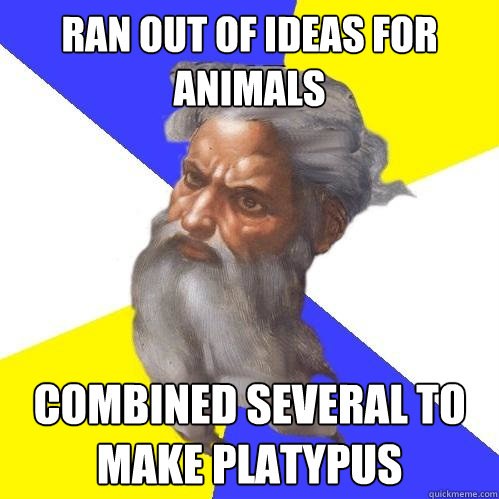 RAN OUT OF IDEAS FOR
ANIMALS
COMBINED SEVERAL TO
MAKE PLATYPUS
quickmeme.com